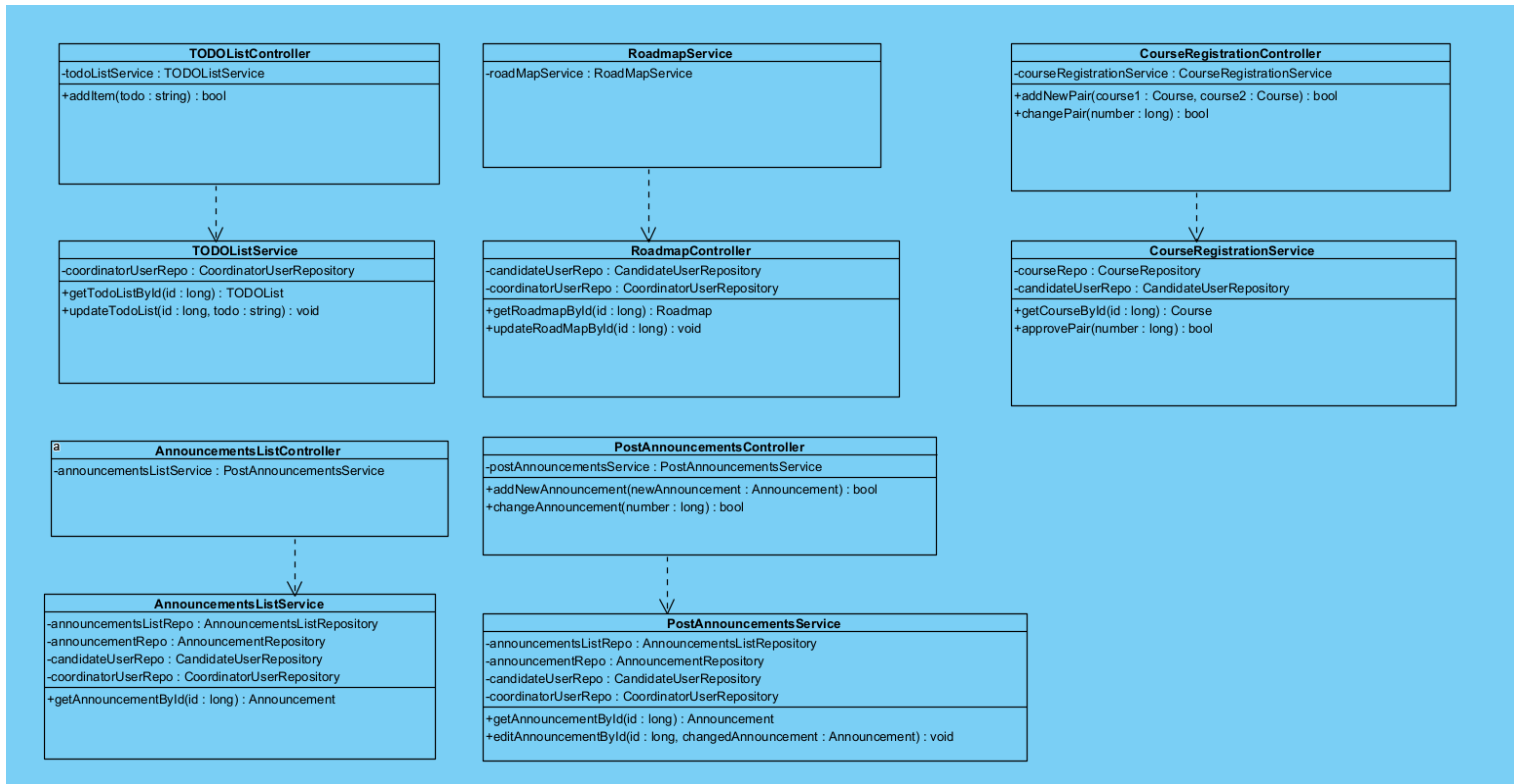 TODOListController
-todoListService : TODOListService
+addItem(todo : string) : bool
RoadmapService
-roadMapService : RoadMapService
CourseRegistrationController
-courseRegistrationService : CourseRegistrationService
+addNewPair(course1 : Course, course2 : Course) : bool
+changePair(number : long) : bool
TODOListService
-coordinatorUserRepo : CoordinatorUserRepository
+getTodoListById(id : long) : TODOList
+updateTodoList(id : long, todo : string) : void
RoadmapController
-candidateUserRepo : CandidateUserRepository
-coordinatorUserRepo : CoordinatorUserRepository
+getRoadmapById(id : long) : Roadmap
+updateRoadMapById(id : long) : void
CourseRegistrationService
-courseRepo : CourseRepository
-candidateUserRepo : CandidateUserRepository
+getCourseById(id : long) : Course
+approvePair(number : long) : bool
a
AnnouncementsListController
-announcementsListService : PostAnnouncementsService
PostAnnouncementsController
-postAnnouncementsService : PostAnnouncementsService
+addNewAnnouncement(newAnnouncement : Announcement) : bool
+changeAnnouncement(number : long) : bool
AnnouncementsListService
-announcementsListRepo : AnnouncementsListRepository
-announcementRepo : AnnouncementRepository
-candidateUserRepo : CandidateUserRepository
-coordinatorUserRepo : CoordinatorUserRepository
+getAnnouncementById(id : long) : Announcement
PostAnnouncementsService
-announcementsListRepo : AnnouncementsListRepository
-announcementRepo : AnnouncementRepository
-candidateUserRepo : CandidateUserRepository
-coordinatorUserRepo : CoordinatorUserRepository
+getAnnouncementById(id : long) : Announcement
+editAnnouncementById(id : long, changedAnnouncement : Announcement) : void